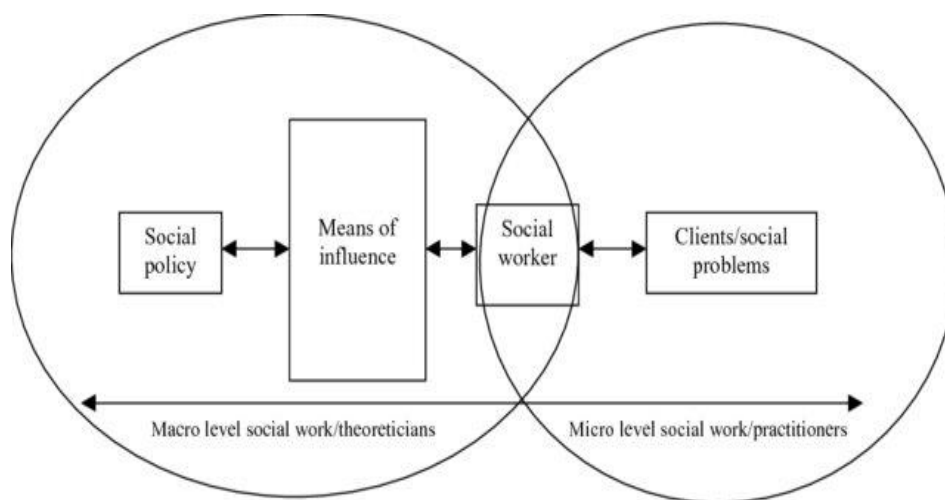 Social
policy
Means of
influence
Social
worker
Clients/social
problems
Macro level social work/theoreticians
Micro level social work/practitioners